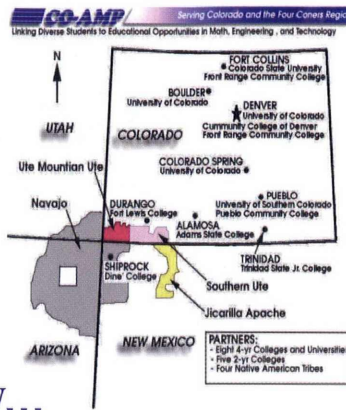 CO-AMP
Serving Colorado and the Four Coners Region
Linking Diverse Students to Educational Opportunities in Math, Engineering , and Technology
N
FORT COLLINS
Colorado State University
Front Range Community College
BOULDER
University of Colorado
DENVER
University of Colorado
Cummunity College of Denver
Front Range Community College
UTAH
COLORADO
Ute Mountian Ute
COLORADO SPRING
University of Colorado
Navajo
DURANGO
Fort Lewis College
PUEBLO
University of Southern Colorado
Pueblo Community College
ALAMOSA
Adams State College
TRINIDAD
Trinidad State Jr. College
SHIPROCK
Dine' College
Southern Ute
Jicarilla Apache
ARIZONA
NEW MEXICO
PARTNERS:
- Eight 4-yr Colleges and Universities
- Five 2-yr Colleges
- Four Native American Tribes